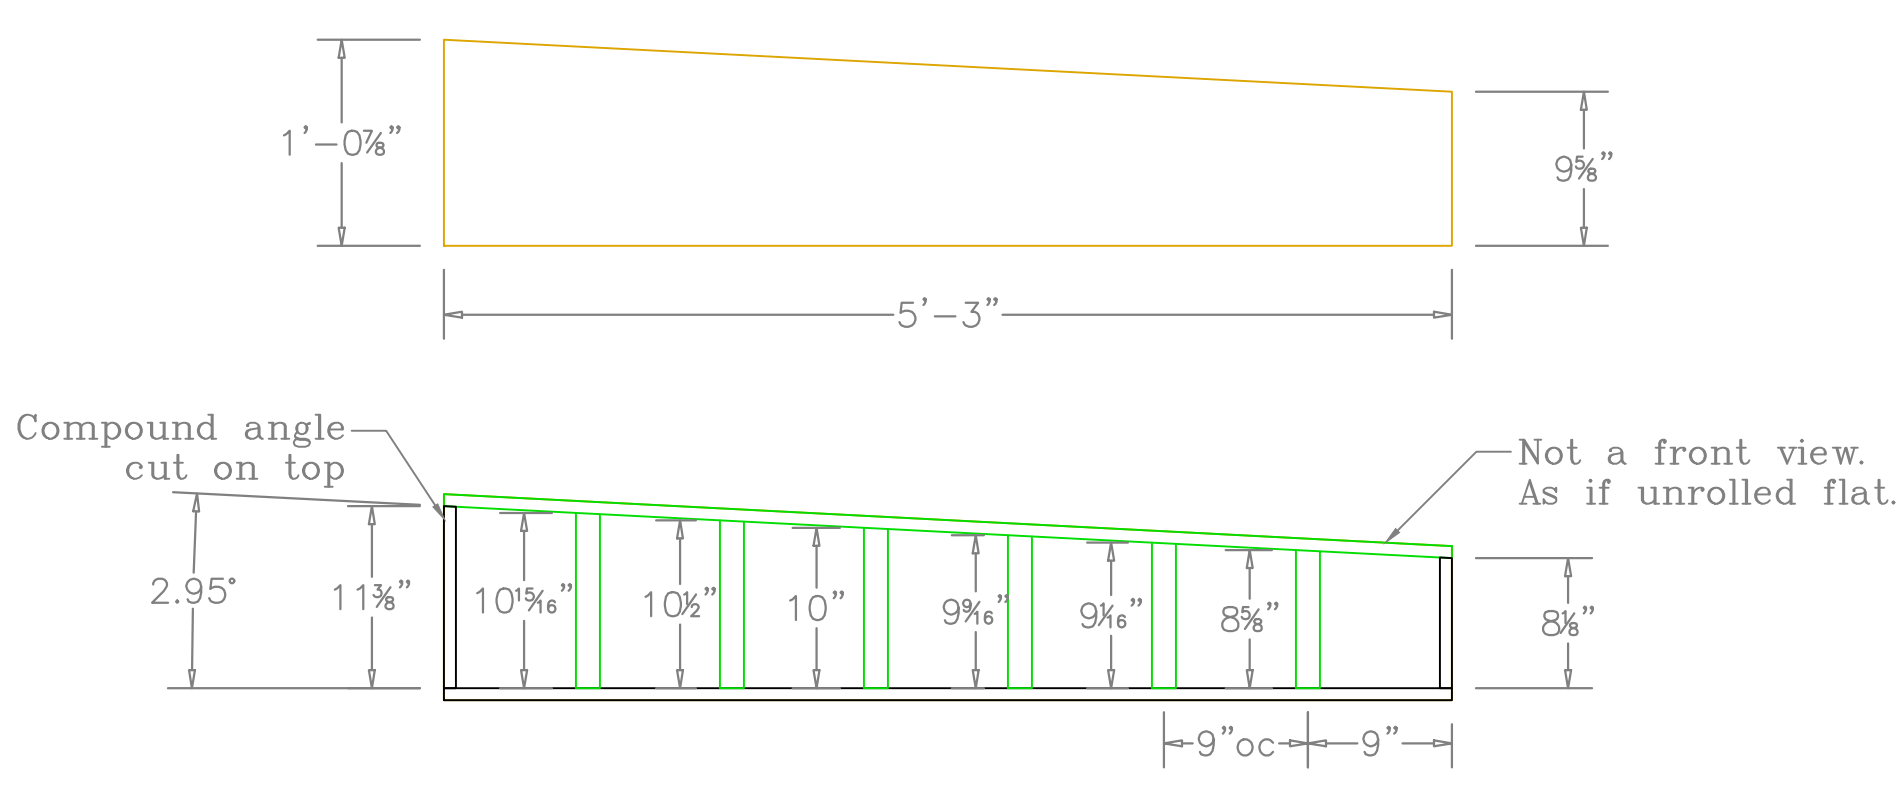 1'-0⅞"
9⅝"
5'-3"
Compound angle
cut on top
Not a front view.
As if unrolled flat.
2.95°
11⅜"
1015⁄16"
10½"
10"
99⁄16"
91⁄16"
8⅝"
8⅛"
9"oc
9"